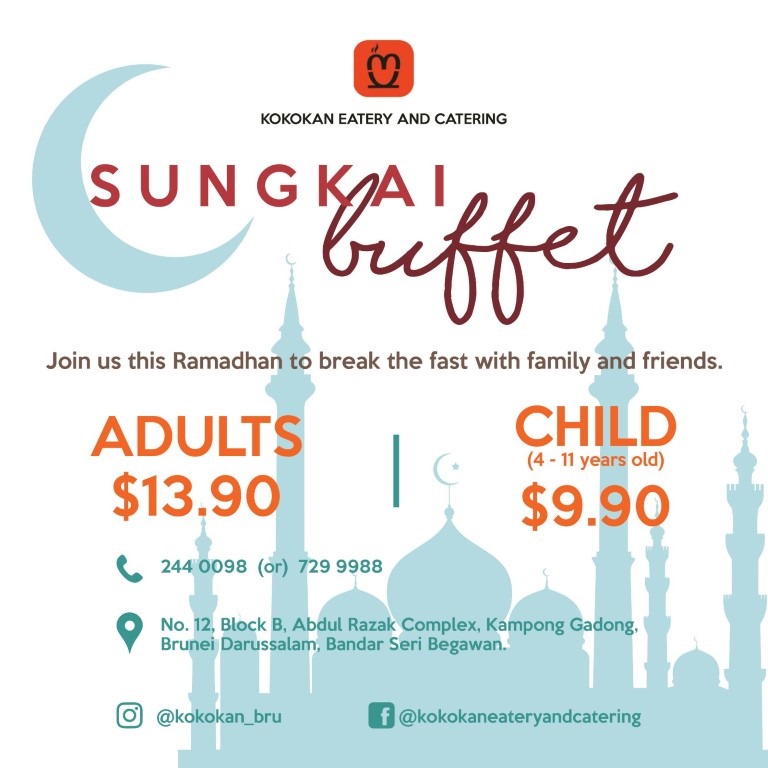 KOKOKAN EATERY AND CATERING
SUNGKAI
buffet
Join us this Ramadhan to break the fast with family and friends.
ADULTS
$13.90
CHILD
(4 - 11 years old)
$9.90
244 0098 (or) 729 9988
No. 12, Block B, Abdul Razak Complex, Kampong Gadong,
Brunei Darussalam, Bandar Seri Begawan.
@kokokan_bru
@kokokaneateryandcatering